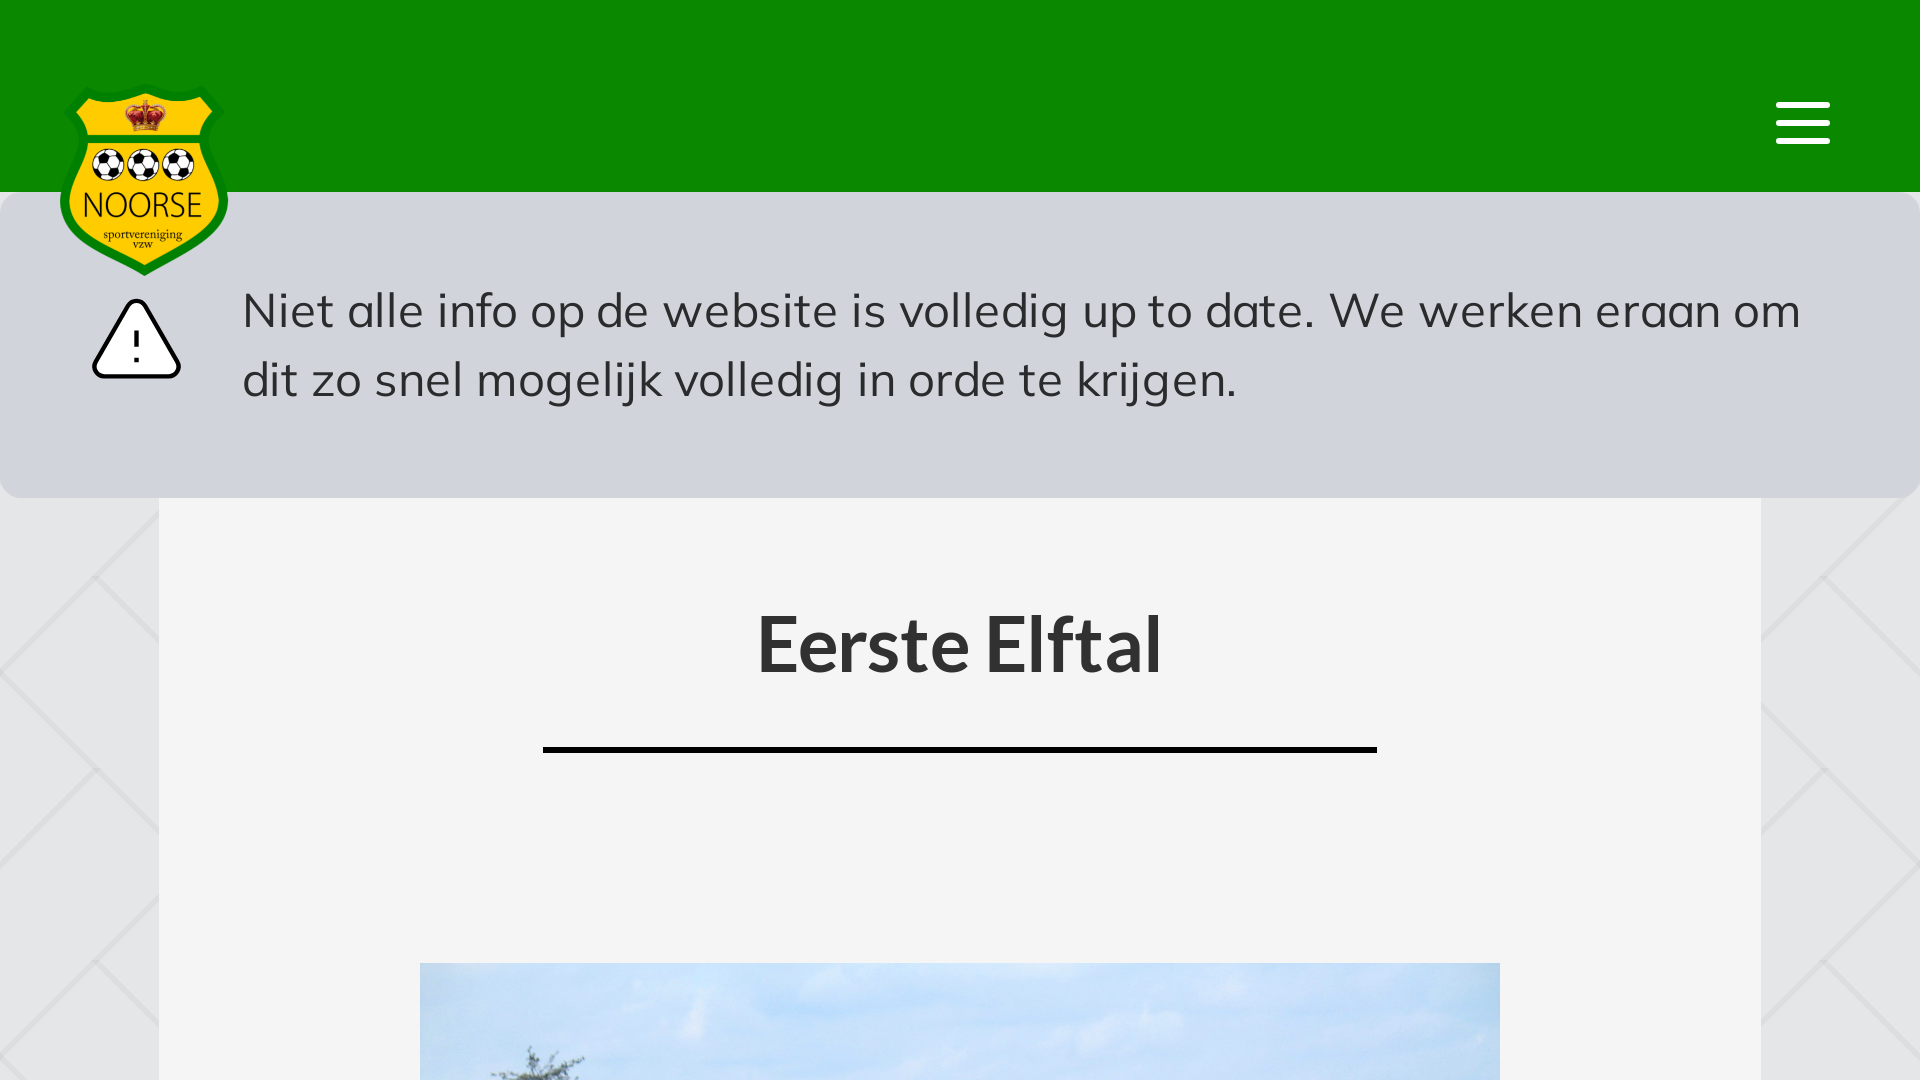 NOORSE
sportvereniging
vzw
Niet alle info op de website is volledig up to date. We werken eraan om
dit zo snel mogelijk volledig in orde te krijgen.
Eerste Elftal